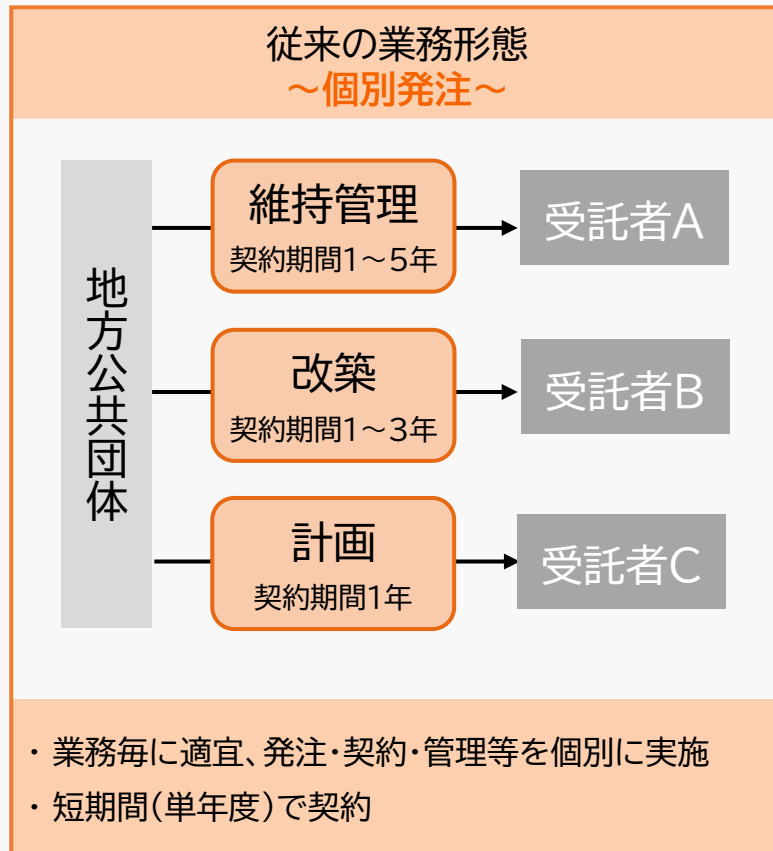 従来の業務形態
～個別発注～
地方公共団体
維持管理
契約期間1～5年
受託者A
改築
契約期間1～3年
受託者B
計画
契約期間1年
受託者C
・業務毎に適宜、発注・契約・管理等を個別に実施
・短期間(単年度)で契約